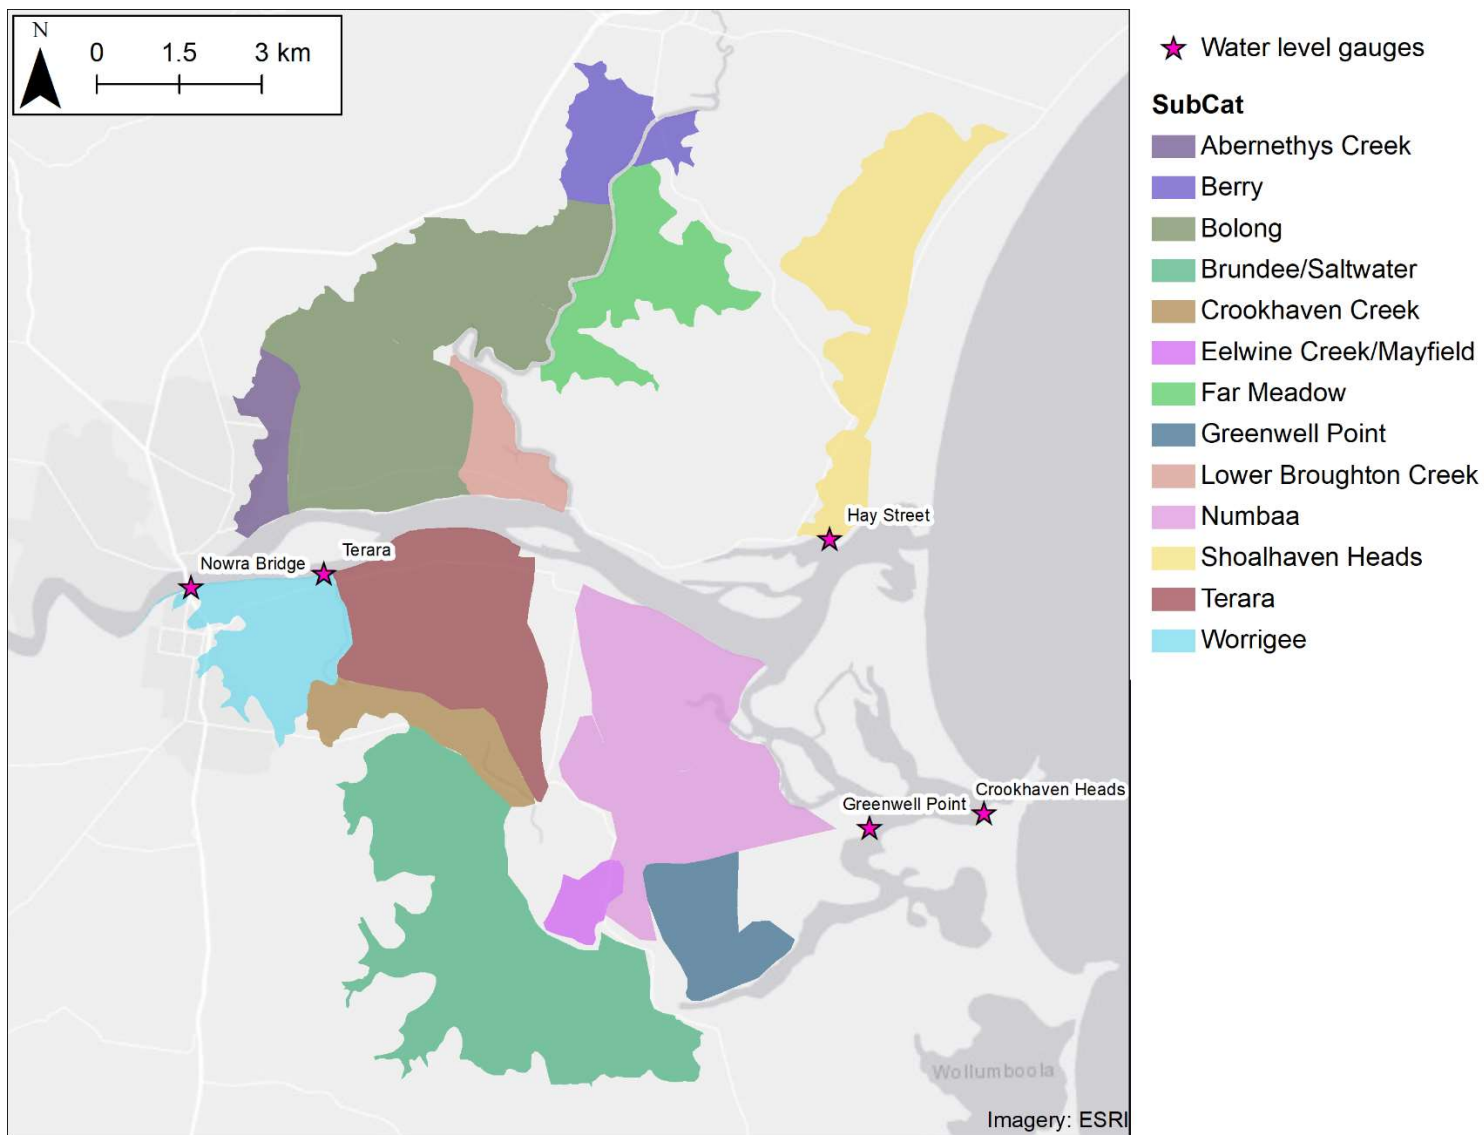 N
0 1.5 3 km
Water level gauges
SubCat
Abernethys Creek
Berry
Bolong
Brundee/Saltwater
Crookhaven Creek
Eelwine Creek/Mayfield
Far Meadow
Greenwell Point
Lower Broughton Creek
Numbaa
Shoalhaven Heads
Terara
Worrigee
Hay Street
Terara
Nowra Bridge
Crookhaven Heads
Greenwell Point
Wollumboola
Imagery: ESRI